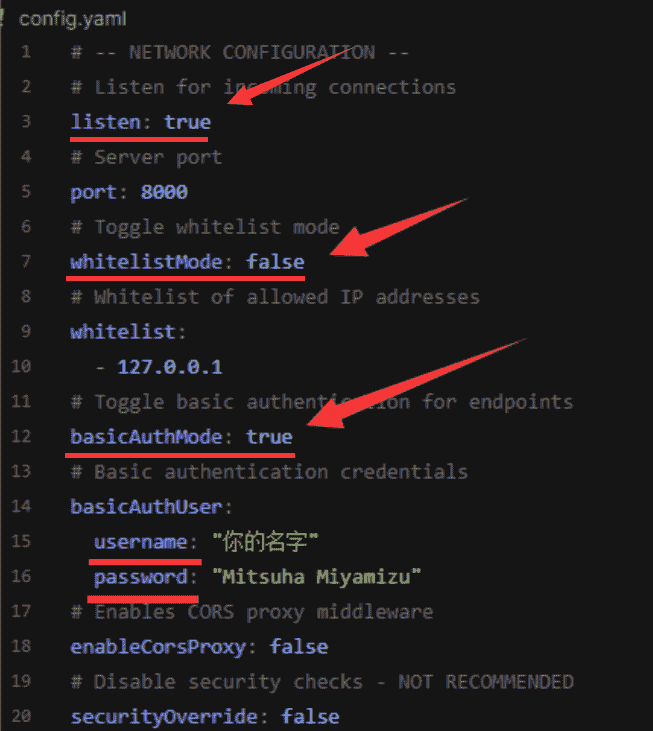 config.yaml
1 # -- NETWORK CONFIGURATION --
2 # Listen for incoming connections
3 listen: true
4 # Server port
5 port: 8000
6 # Toggle whitelist mode
7 whitelistMode: false
8 # Whitelist of allowed IP addresses
9 whitelist:
10 - 127.0.0.1
11 # Toggle basic authentication for endpoints
12 basicAuthMode: true
13 # Basic authentication credentials
14 basicAuthUser:
15 username: "你的名字"
16 password: "Mitsuha Miyamizu"
17 # Enables CORS proxy middleware
18 enableCorsProxy: false
19 # Disable security checks - NOT RECOMMENDED
20 securityOverride: false